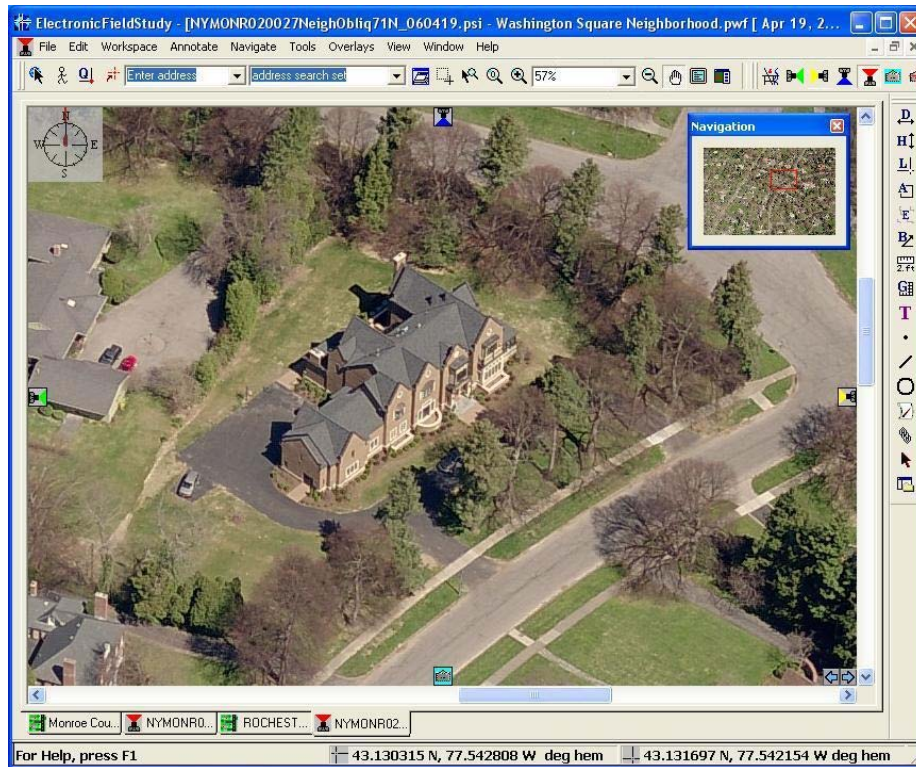 ElectronicFieldStudy - [NYMONR020027NeighObliq71N_060419.psi - Washington Square Neighborhood.pwf [ Apr 19, 2...
File Edit Workspace Annotate Navigate Tools Overlays View Window Help
Enter address address search set 57%
Navigation
N
W E
S
D
H
L
A
E
B
2.ft
G
T
Monroe Cou... NYMONR0... ROCHEST... NYMONR02...
For Help, press F1 43.130315 N, 77.542808 W deg hem 43.131697 N, 77.542154 W deg hem